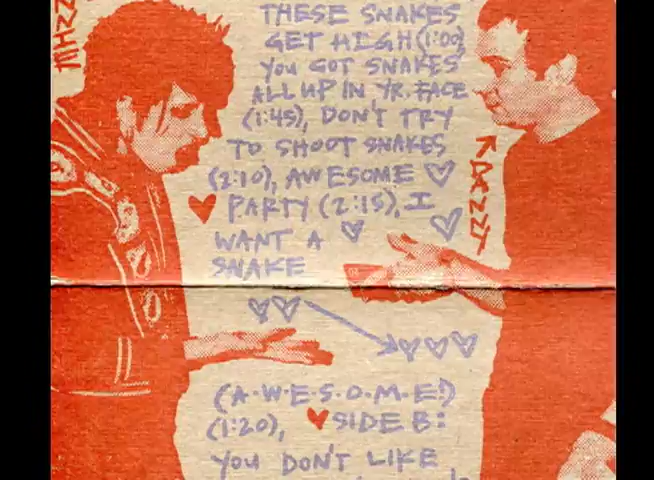 THESE SNAKES
GET HIGH (1:00)
YOU GOT SNAKES
ALL UP IN YR. FACE
(1:45), DON'T TRY
TO SHOOT SNAKES
(2:10), AWESOME
PARTY (2:15), I
WANT A
SNAKE
DANNY
(A·W·E·S·O·M·E!)
(1:20), SIDE B:
YOU DON'T LIKE